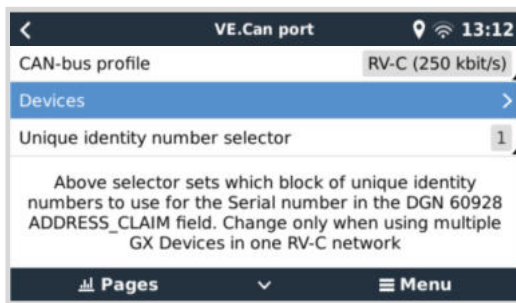 VE.Can port 13:12
CAN-bus profile RV-C (250 kbit/s)
Devices
Unique identity number selector 1
Above selector sets which block of unique identity
numbers to use for the Serial number in the DGN 60928
ADDRESS_CLAIM field. Change only when using multiple
GX Devices in one RV-C network
Pages Menu